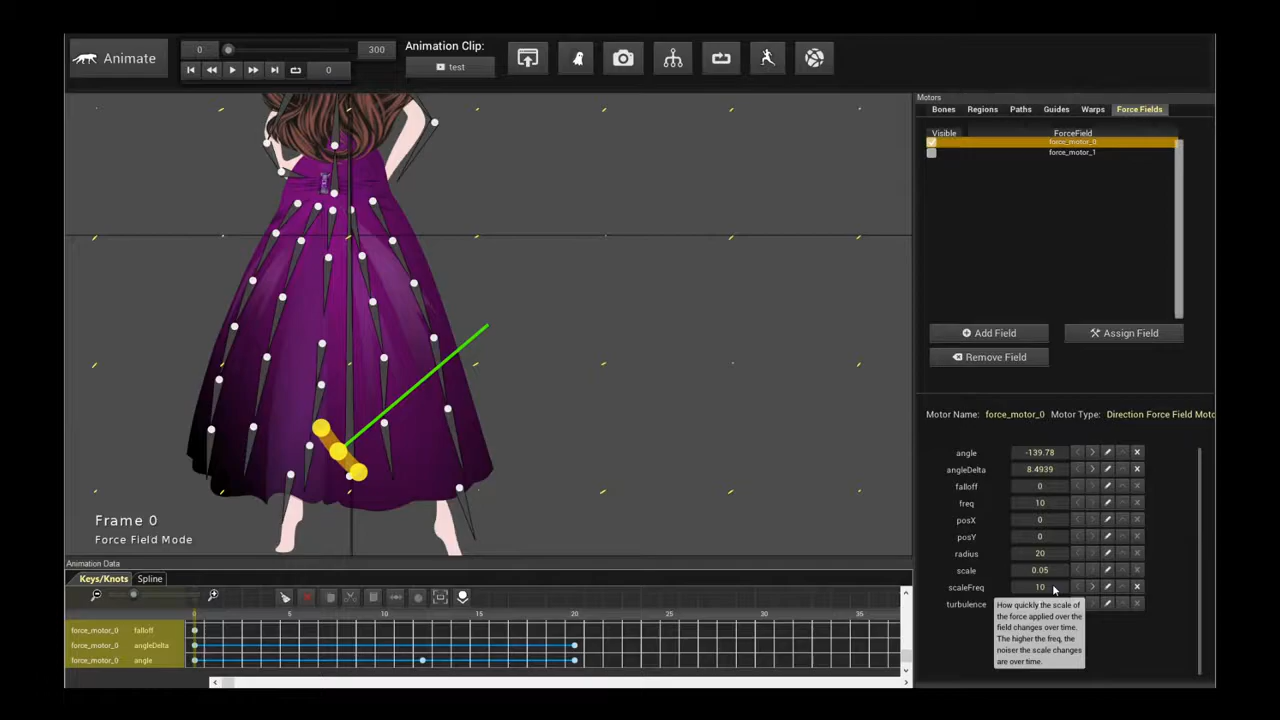 Animate
0
300
0
Animation Clip:
test
Motors
Bones
Regions
Paths
Guides
Warps
Force Fields
Visible
ForceField
force_motor_0
force_motor_1
Add Field
Assign Field
Remove Field
Motor Name: force_motor_0 Motor Type: Direction Force Field Moto
angle -139.78
angleDelta 8.4939
falloff 0
freq 10
posX 0
posY 0
radius 20
scale 0.05
scaleFreq 10
turbulence
How quickly the scale of
the force applied over the
field changes over time.
The higher the freq, the
noiser the scale changes
are over time.
Frame 0
Force Field Mode
Animation Data
Keys/Knots
Spline
0 5 10 15 20 25 30 35
force_motor_0 falloff
force_motor_0 angleDelta
force_motor_0 angle